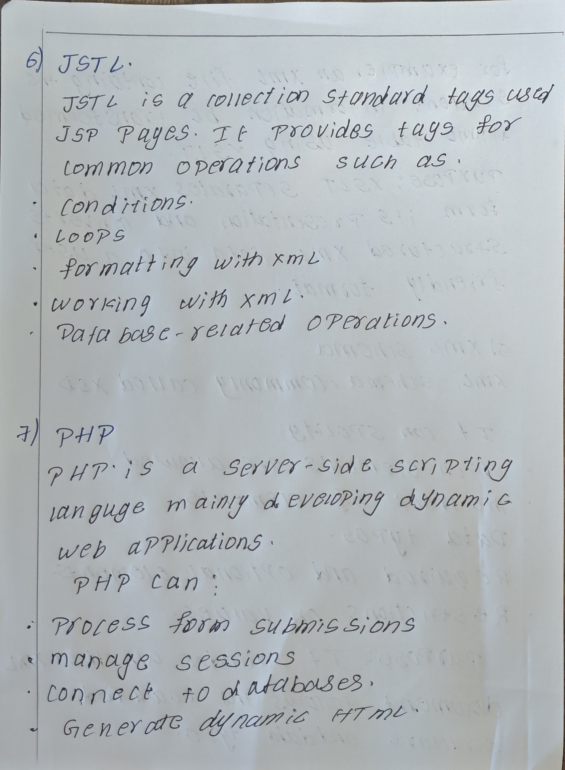 6) JSTL.
JSTL is a collection standard tags used
JSP Pages. It provides tags for
common operations such as.
· conditions.
· Loops
· formatting with xmL
· working with xmL.
· Data base-related operations.
7) PHP
PHP is a server-side scripting
languge mainly developing dynamic
web applications.
PHP can:
· Process form submissions
· manage sessions
· connect to databases.
· Generate dynamic HTML.